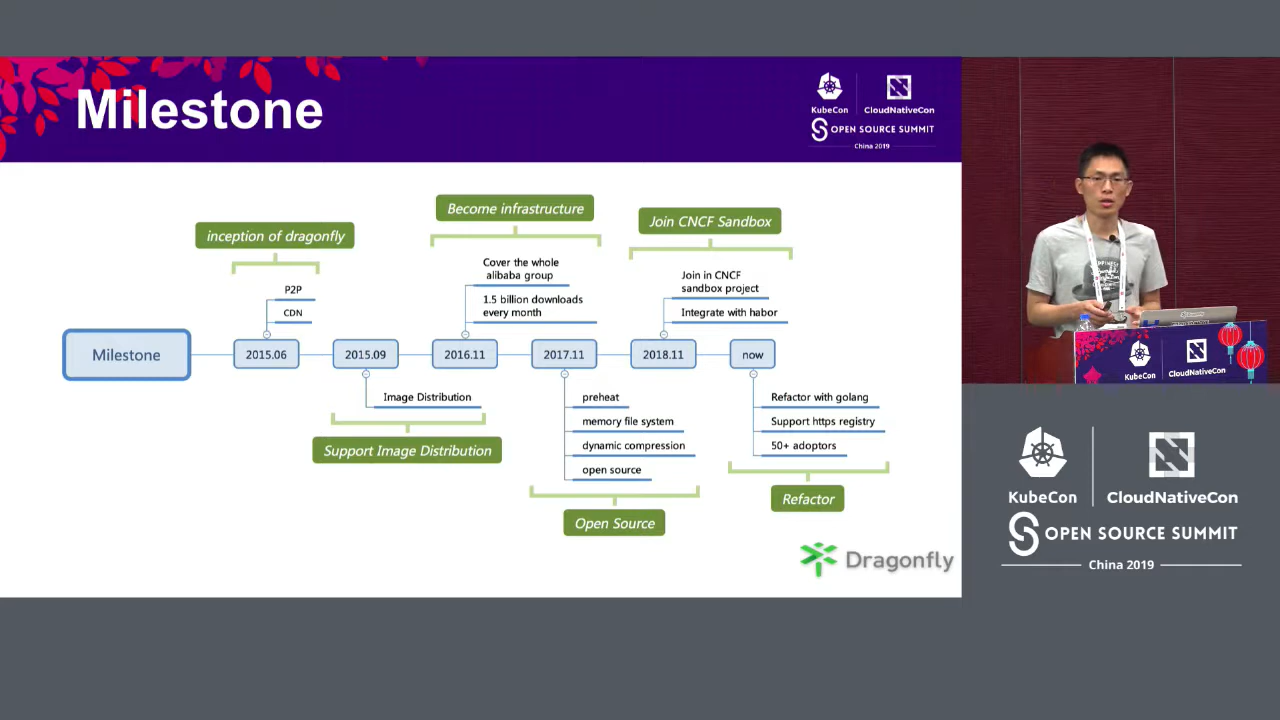 Milestone
KubeCon
CloudNativeCon
OPEN SOURCE SUMMIT
China 2019
inception of dragonfly
P2P
CDN
Become infrastructure
Cover the whole
alibaba group
1.5 billion downloads
every month
Join CNCF Sandbox
Join in CNCF
sandbox project
Integrate with habor
Milestone
2015.06
2015.09
2016.11
2017.11
2018.11
now
Image Distribution
Support Image Distribution
preheat
memory file system
dynamic compression
open source
Open Source
Refactor with golang
Support https registry
50+ adoptors
Refactor
Dragonfly
KubeCon
CloudNativeCon
KubeCon
CloudNativeCon
OPEN SOURCE SUMMIT
China 2019